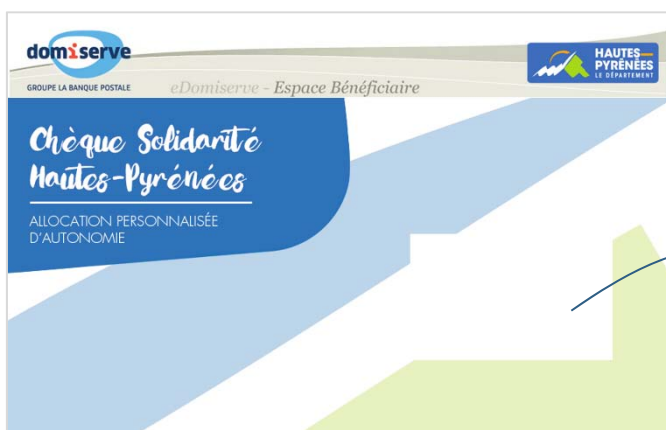 domiserve
GROUPE LA BANQUE POSTALE
eDomiserve - Espace Bénéficiaire
HAUTES-
PYRÉNÉES
LE DÉPARTEMENT
Chèque Solidarité
Hautes-Pyrénées
ALLOCATION PERSONNALISÉE
D'AUTONOMIE